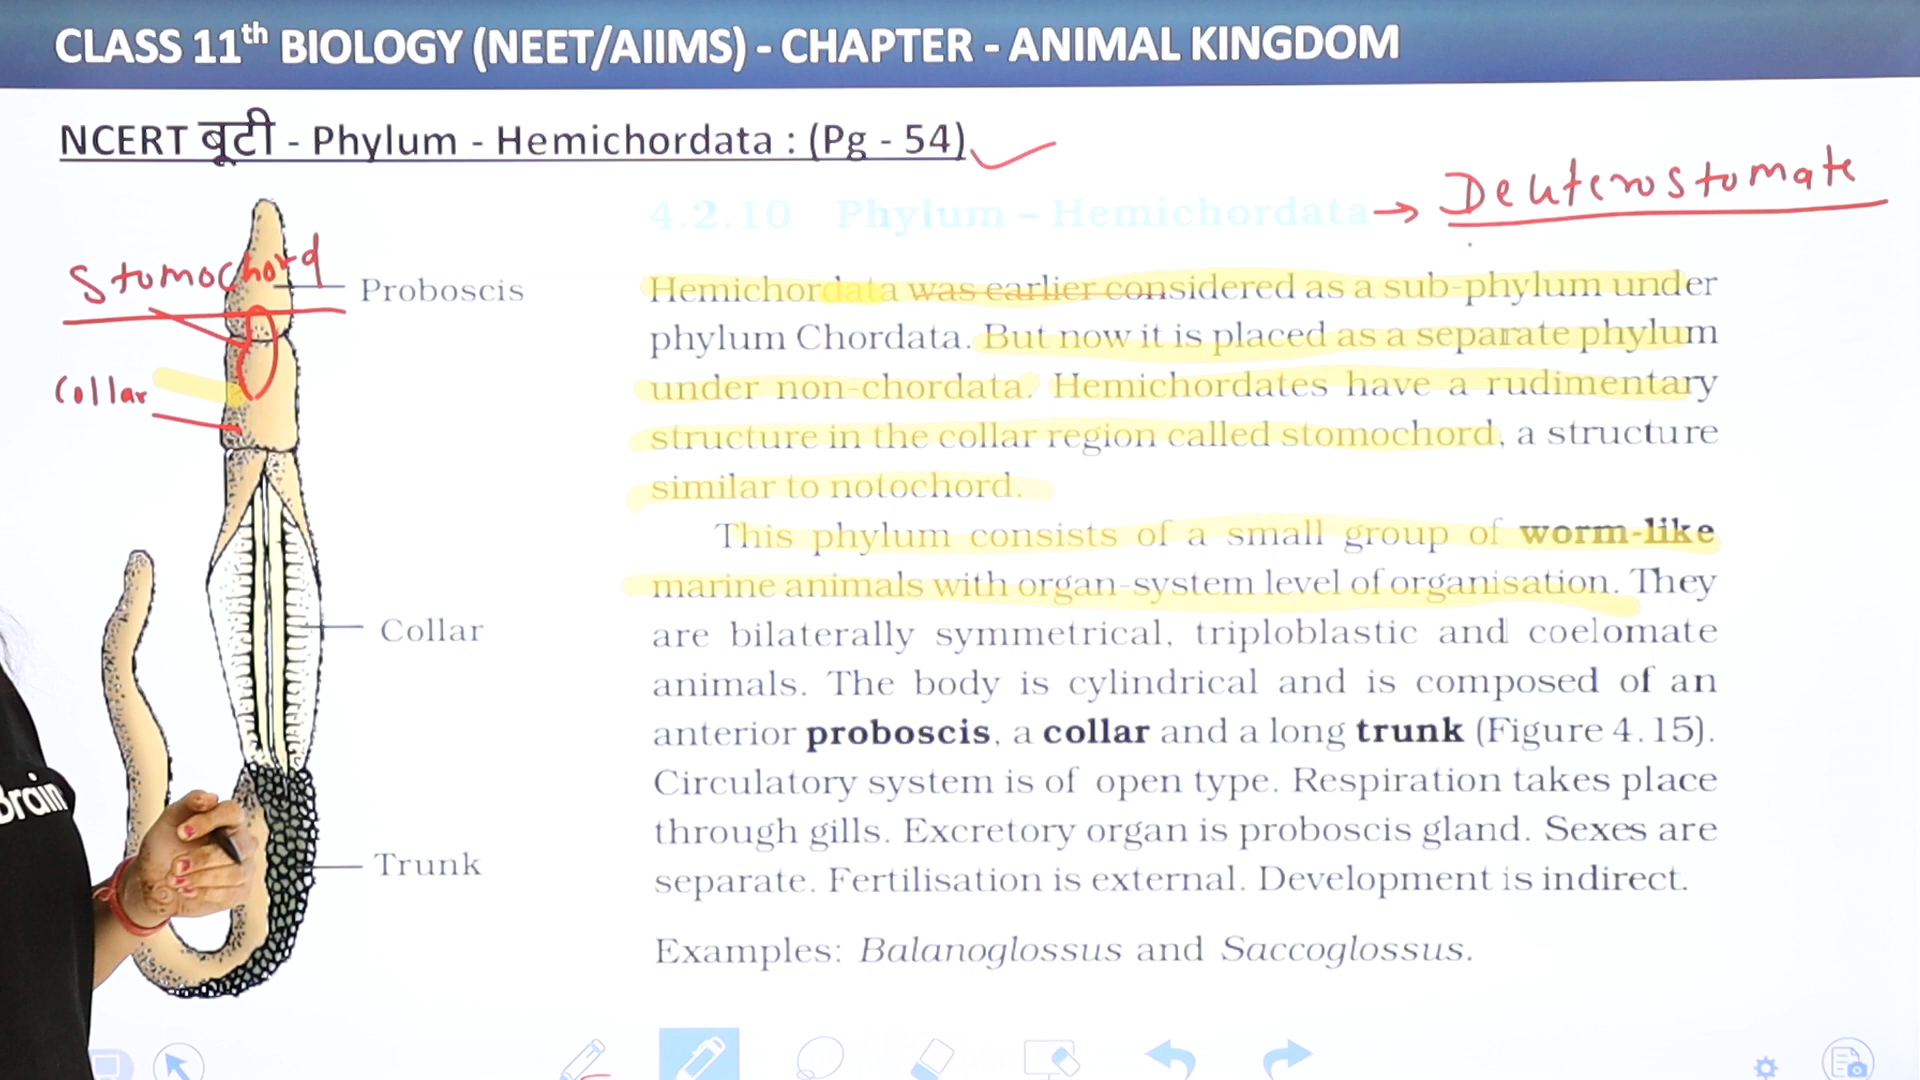 CLASS 11th BIOLOGY (NEET/AIIMS) - CHAPTER - ANIMAL KINGDOM
NCERT बूटी - Phylum - Hemichordata : (Pg - 54)
4.2.10 Phylum – Hemichordata → Deuterostomate
Stomochord
Proboscis
Collar
Collar
Trunk
Hemichordata was earlier considered as a sub-phylum under
phylum Chordata. But now it is placed as a separate phylum
under non-chordata. Hemichordates have a rudimentary
structure in the collar region called stomochord, a structure
similar to notochord.
This phylum consists of a small group of worm-like
marine animals with organ-system level of organisation. They
are bilaterally symmetrical, triploblastic and coelomate
animals. The body is cylindrical and is composed of an
anterior proboscis, a collar and a long trunk (Figure 4.15).
Circulatory system is of open type. Respiration takes place
through gills. Excretory organ is proboscis gland. Sexes are
separate. Fertilisation is external. Development is indirect.
Examples: Balanoglossus and Saccoglossus.
Brain